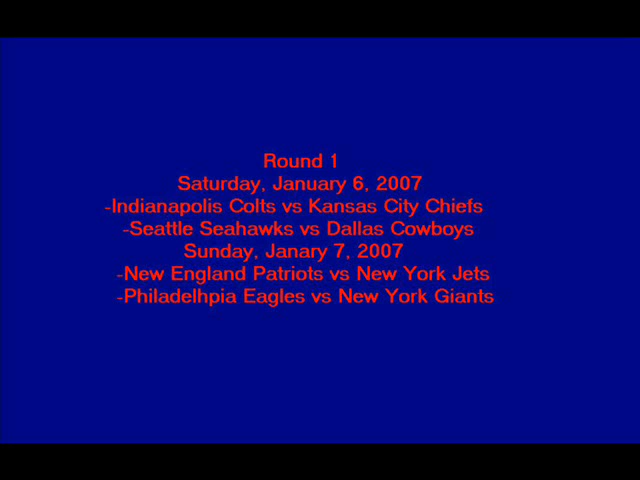 Round 1
Saturday, January 6, 2007
-Indianapolis Colts vs Kansas City Chiefs
-Seattle Seahawks vs Dallas Cowboys
Sunday, Janary 7, 2007
-New England Patriots vs New York Jets
-Philadelhpia Eagles vs New York Giants